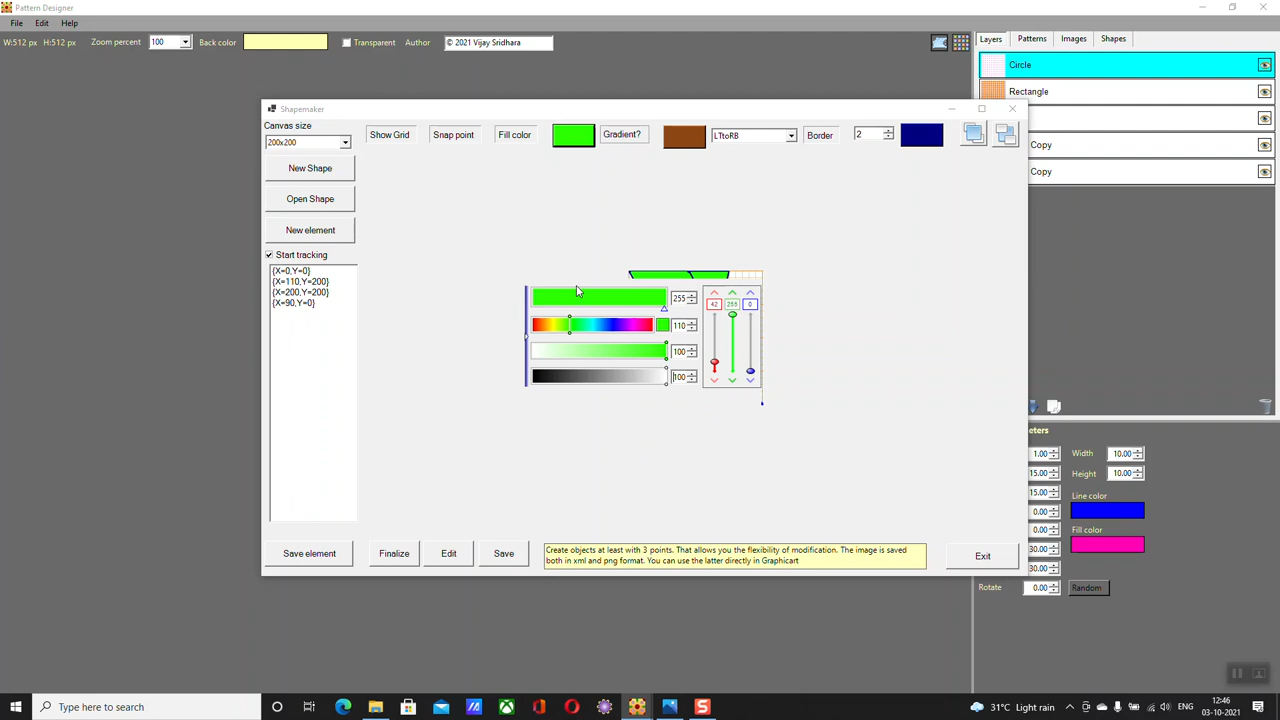 Pattern Designer
File Edit Help
W:512 px H:512 px Zoom percent 100 Back color Transparent Author © 2021 Vijay Sridhara
Layers Patterns Images Shapes
Circle
Rectangle
Copy
Copy
Shapemaker
Canvas size
200x200
Show Grid Snap point Fill color Gradient? LTtoRB Border 2
New Shape
Open Shape
New element
Start tracking
{X=0,Y=0}
{X=110,Y=200}
{X=200,Y=200}
{X=90,Y=0}
255
110
100
100
42 255 0
Save element Finalize Edit Save
Create objects at least with 3 points. That allows you the flexibility of modification. The image is saved
both in xml and png format. You can use the latter directly in Graphicart
Exit
eters
1.00 Width 10.00
15.00 Height 10.00
15.00 Line color
0.00
0.00 Fill color
30.00
30.00
Rotate 0.00 Random
Type here to search
31°C Light rain
ENG
12:46
03-10-2021